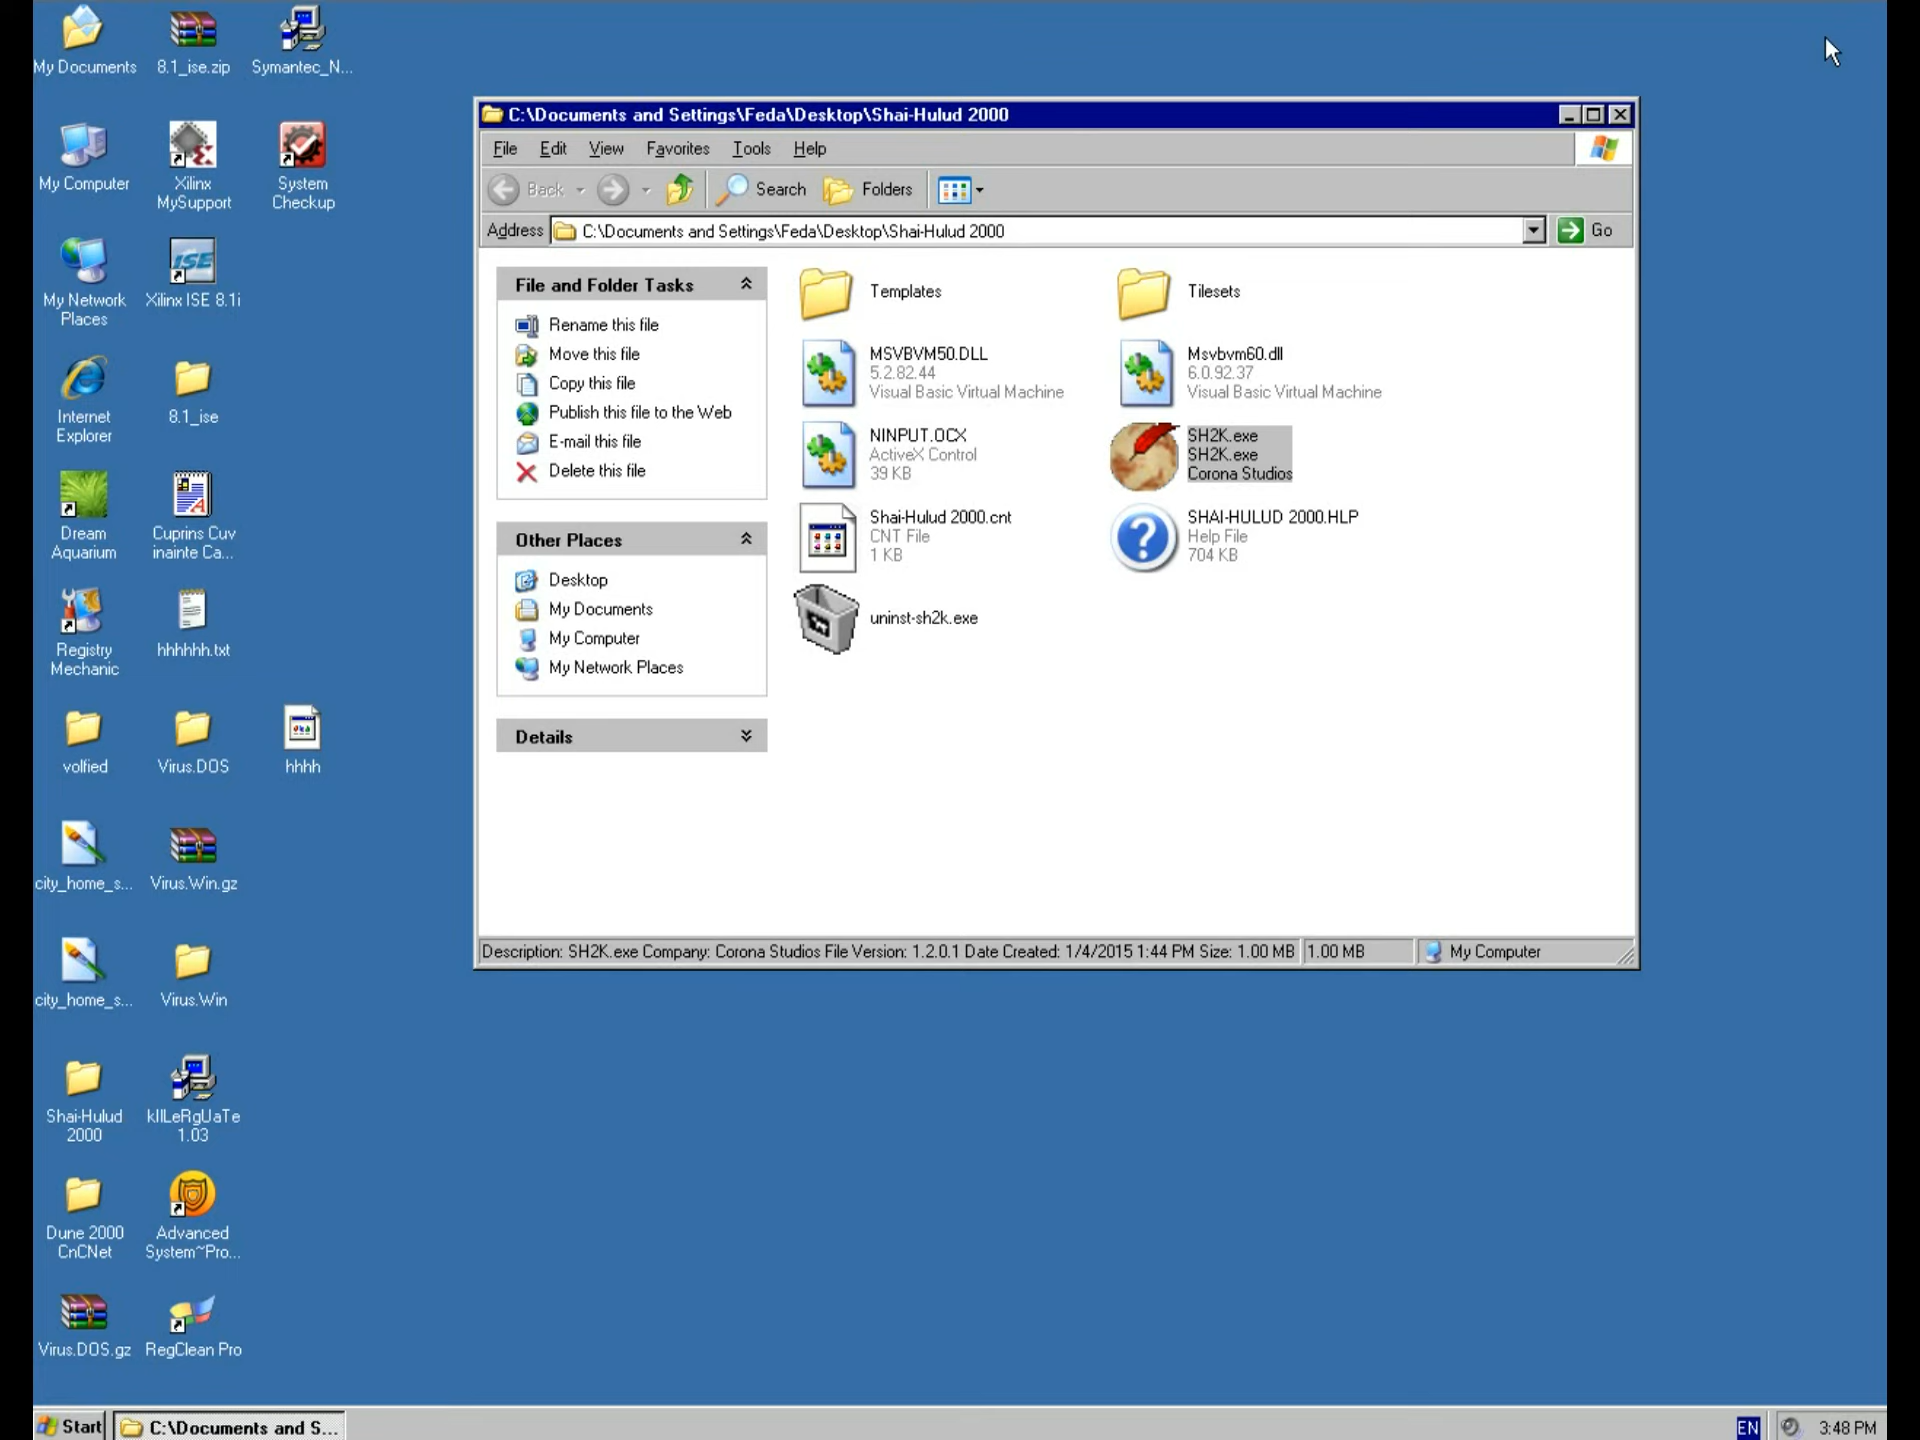 My Documents
8.1_ise.zip
Symantec_N...
My Computer
Xilinx
MySupport
System
Checkup
My Network
Places
Xilinx ISE 8.1i
Internet
Explorer
8.1_ise
Dream
Aquarium
Cuprins Cuv
inainte Ca...
Registry
Mechanic
hhhhhh.txt
volfied
Virus.DOS
hhhh
city_home_s...
Virus.Win.gz
city_home_s...
Virus.Win
Shai-Hulud
2000
kIlLeRgUaTe
1.03
Dune 2000
CnCNet
Advanced
System~Pro...
Virus.DOS.gz
RegClean Pro
C:\Documents and Settings\Feda\Desktop\Shai-Hulud 2000
File Edit View Favorites Tools Help
Back Search Folders
Address C:\Documents and Settings\Feda\Desktop\Shai-Hulud 2000 Go
File and Folder Tasks
Rename this file
Move this file
Copy this file
Publish this file to the Web
E-mail this file
Delete this file
Other Places
Desktop
My Documents
My Computer
My Network Places
Details
Templates
Tilesets
MSVBVM50.DLL
5.2.82.44
Visual Basic Virtual Machine
Msvbvm60.dll
6.0.92.37
Visual Basic Virtual Machine
NINPUT.OCX
ActiveX Control
39 KB
SH2K.exe
SH2K.exe
Corona Studios
Shai-Hulud 2000.cnt
CNT File
1 KB
SHAI-HULUD 2000.HLP
Help File
704 KB
uninst-sh2k.exe
Description: SH2K.exe Company: Corona Studios File Version: 1.2.0.1 Date Created: 1/4/2015 1:44 PM Size: 1.00 MB 1.00 MB My Computer
Start C:\Documents and S... EN 3:48 PM